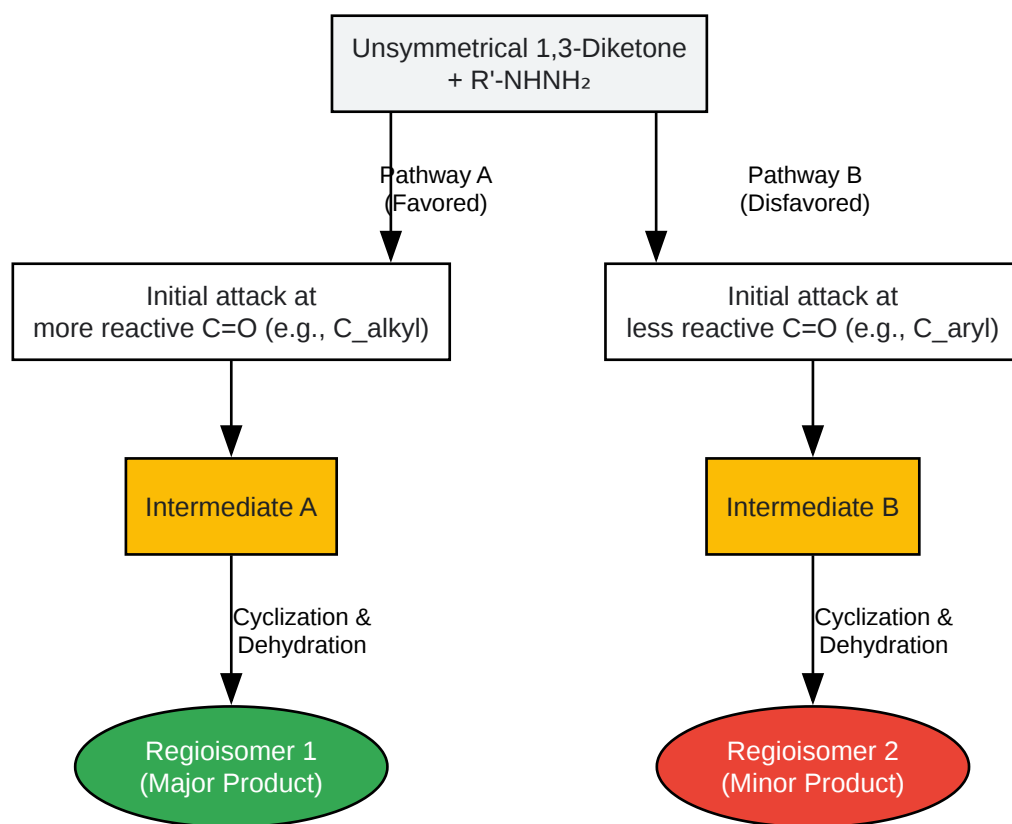 Unsymmetrical 1,3-Diketone
+ R'-NHNH₂
Pathway A
(Favored)
Pathway B
(Disfavored)
Initial attack at
more reactive C=O (e.g., C_alkyl)
Initial attack at
less reactive C=O (e.g., C_aryl)
Intermediate A
Intermediate B
Cyclization &
Dehydration
Cyclization &
Dehydration
Regioisomer 1
(Major Product)
Regioisomer 2
(Minor Product)